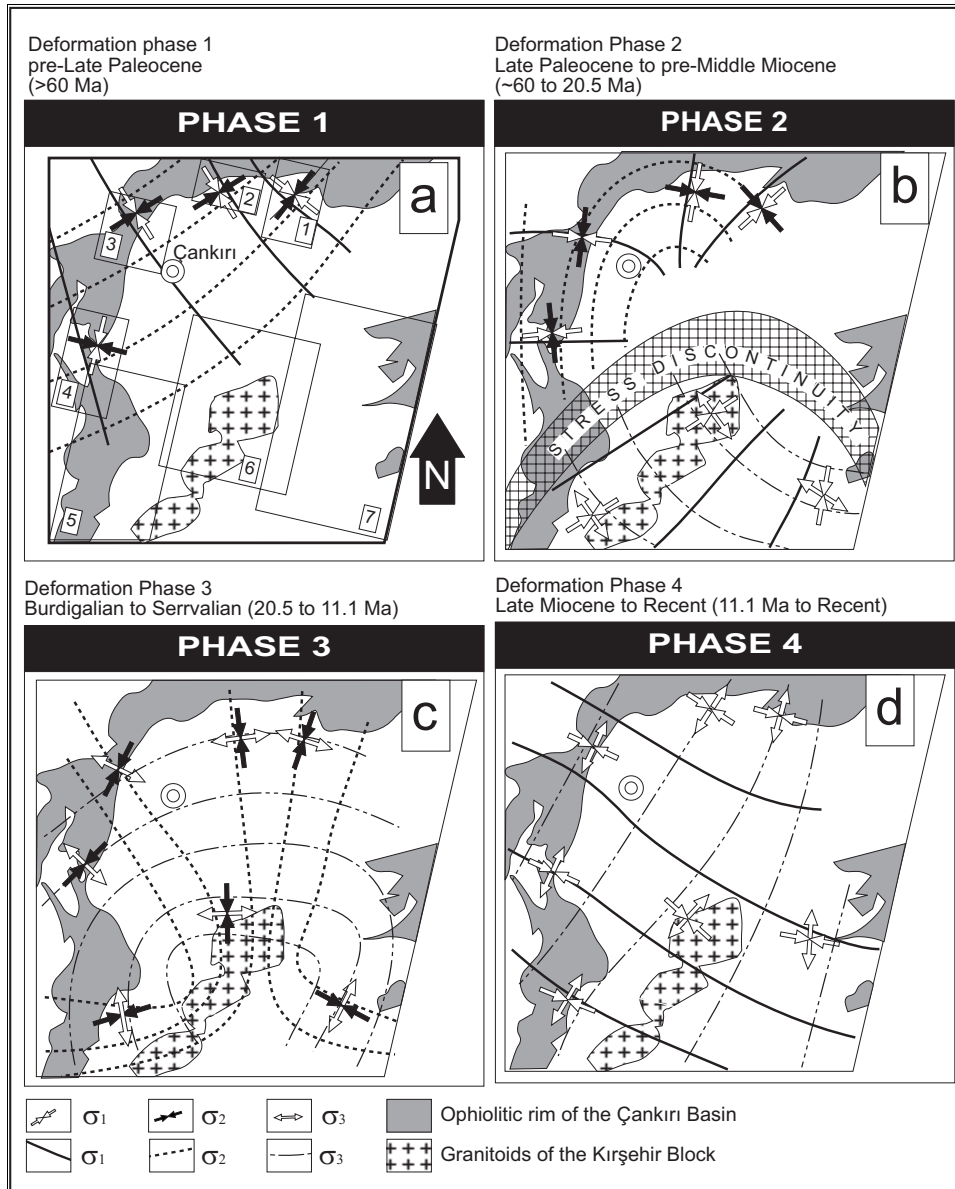 Deformation phase 1
pre-Late Paleocene
(>60 Ma)
PHASE 1
a
1
2
3
Çankırı
4
5
6
7
N
Deformation Phase 2
Late Paleocene to pre-Middle Miocene
(~60 to 20.5 Ma)
PHASE 2
b
STRESS DISCONTINUITY
Deformation Phase 3
Burdigalian to Serrvalian (20.5 to 11.1 Ma)
PHASE 3
c
Deformation Phase 4
Late Miocene to Recent (11.1 Ma to Recent)
PHASE 4
d
σ1 σ2 σ3 Ophiolitic rim of the Çankırı Basin
σ1 σ2 σ3 Granitoids of the Kırşehir Block